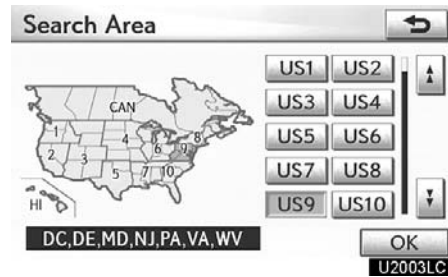 Search Area
US1 US2
CAN
US3 US4
1 4 8
6 9
US5 US6
2 3
5 7 10
US7 US8
HI
US9 US10
DC,DE,MD,NJ,PA,VA,WV
OK
U2003LC